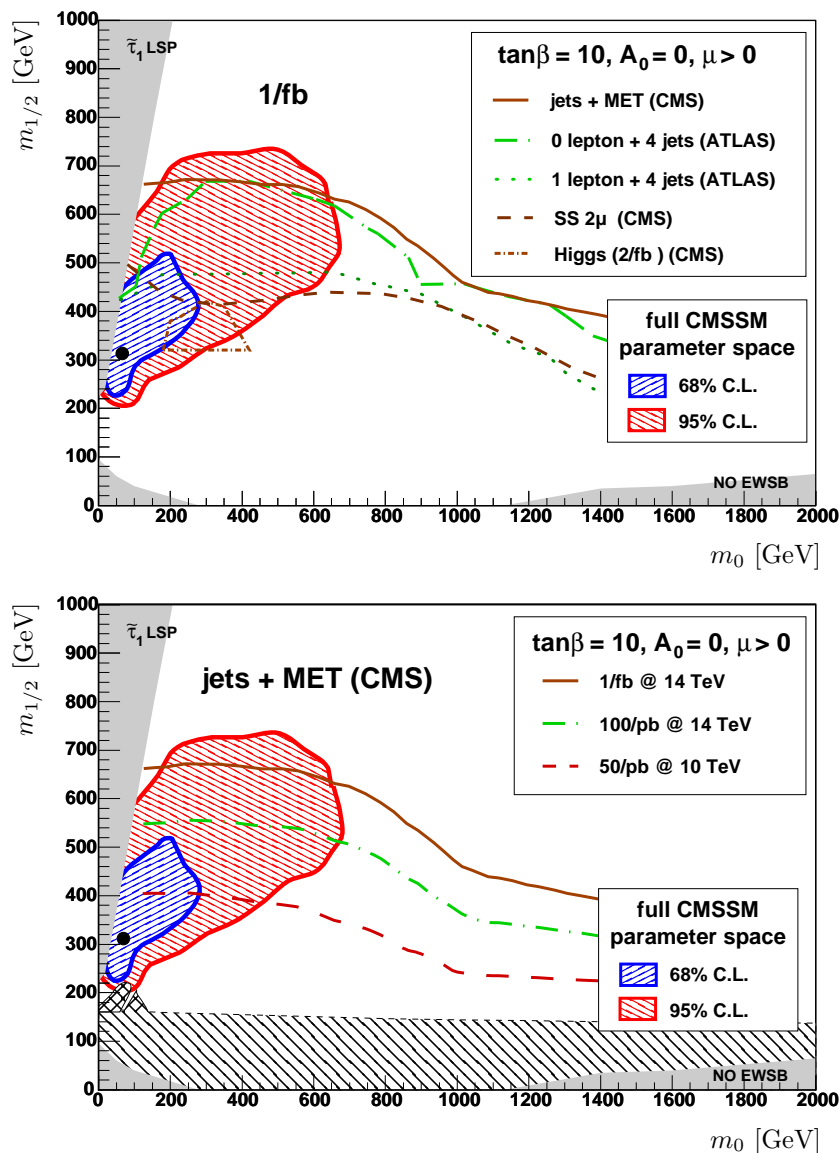 m1/2 [GeV]
1000
900
800
700
600
500
400
300
200
100
0
τ̃1 LSP
1/fb
tanβ = 10, A0 = 0, μ > 0
jets + MET (CMS)
0 lepton + 4 jets (ATLAS)
1 lepton + 4 jets (ATLAS)
SS 2μ (CMS)
Higgs (2/fb ) (CMS)
full CMSSM
parameter space
68% C.L.
95% C.L.
NO EWSB
0 200 400 600 800 1000 1200 1400 1600 1800 2000
m0 [GeV]
m1/2 [GeV]
1000
900
800
700
600
500
400
300
200
100
0
τ̃1 LSP
jets + MET (CMS)
tanβ = 10, A0 = 0, μ > 0
1/fb @ 14 TeV
100/pb @ 14 TeV
50/pb @ 10 TeV
full CMSSM
parameter space
68% C.L.
95% C.L.
NO EWSB
0 200 400 600 800 1000 1200 1400 1600 1800 2000
m0 [GeV]